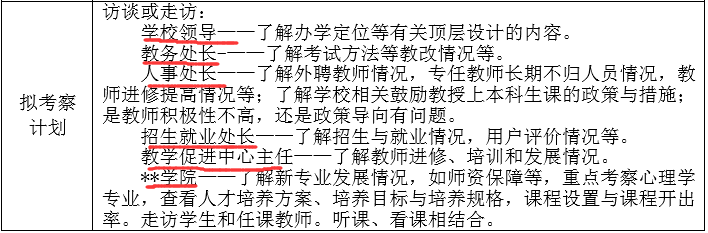 拟考察
计划
访谈或走访：
学校领导——了解办学定位等有关顶层设计的内容。
教务处长-——了解考试方法等教改情况等。
人事处长——了解外聘教师情况，专任教师长期不归人员情况，教
师进修提高情况等；了解学校相关鼓励教授上本科生课的政策与措施；
是教师积极性不高，还是政策导向有问题。
招生就业处长——了解招生与就业情况，用户评价情况等。
教学促进中心主任——了解教师进修、培训和发展情况。
**学院——了解新专业发展情况，如师资保障等，重点考察心理学
专业，查看人才培养方案、培养目标与培养规格，课程设置与课程开出
率。走访学生和任课教师。听课、看课相结合。